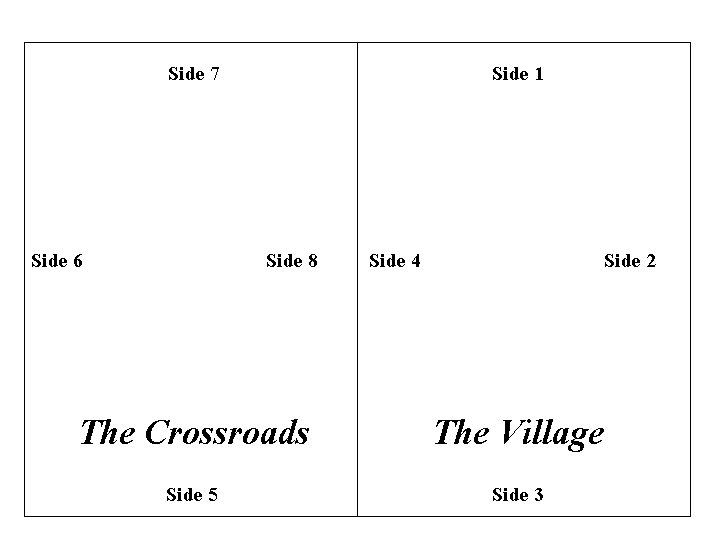 Side 7
Side 1
Side 6
Side 8
Side 4
Side 2
The Crossroads
The Village
Side 5
Side 3